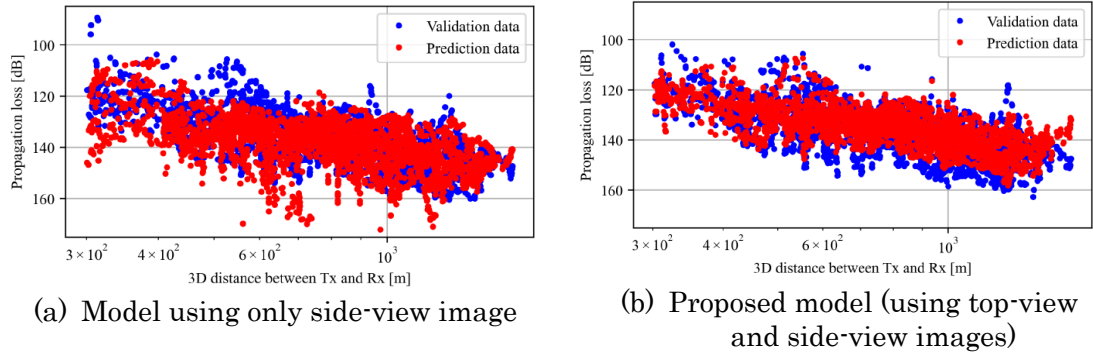 Validation data
Prediction data
100
120
140
160
Propagation loss [dB]
3 × 10²
4 × 10²
6 × 10²
10³
3D distance between Tx and Rx [m]
(a) Model using only side-view image
Validation data
Prediction data
100
120
140
160
Propagation loss [dB]
3 × 10²
4 × 10²
6 × 10²
10³
3D distance between Tx and Rx [m]
(b) Proposed model (using top-view
and side-view images)